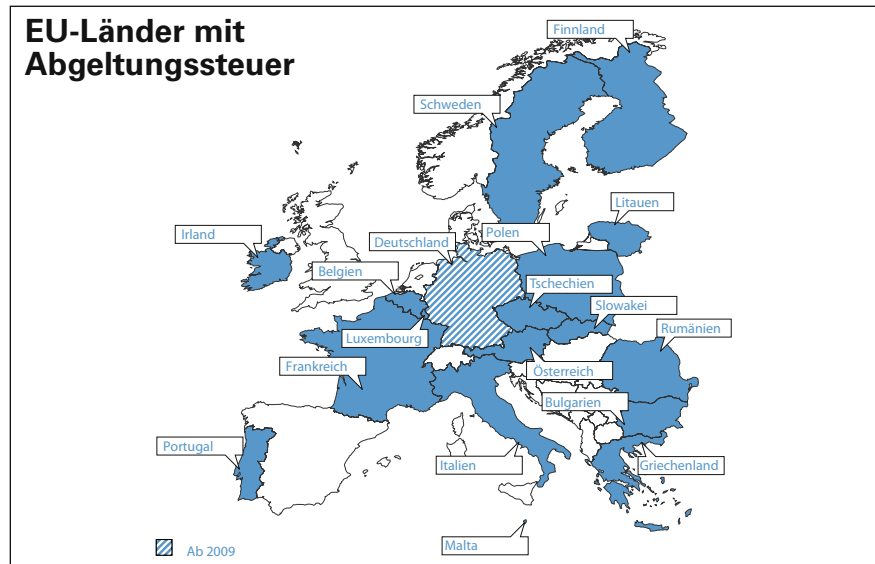 EU-Länder mit
Abgeltungssteuer
Finnland
Schweden
Litauen
Irland
Polen
Deutschland
Belgien
Tschechien
Slowakei
Luxembourg
Rumänien
Frankreich
Österreich
Bulgarien
Portugal
Italien
Griechenland
Malta
Ab 2009